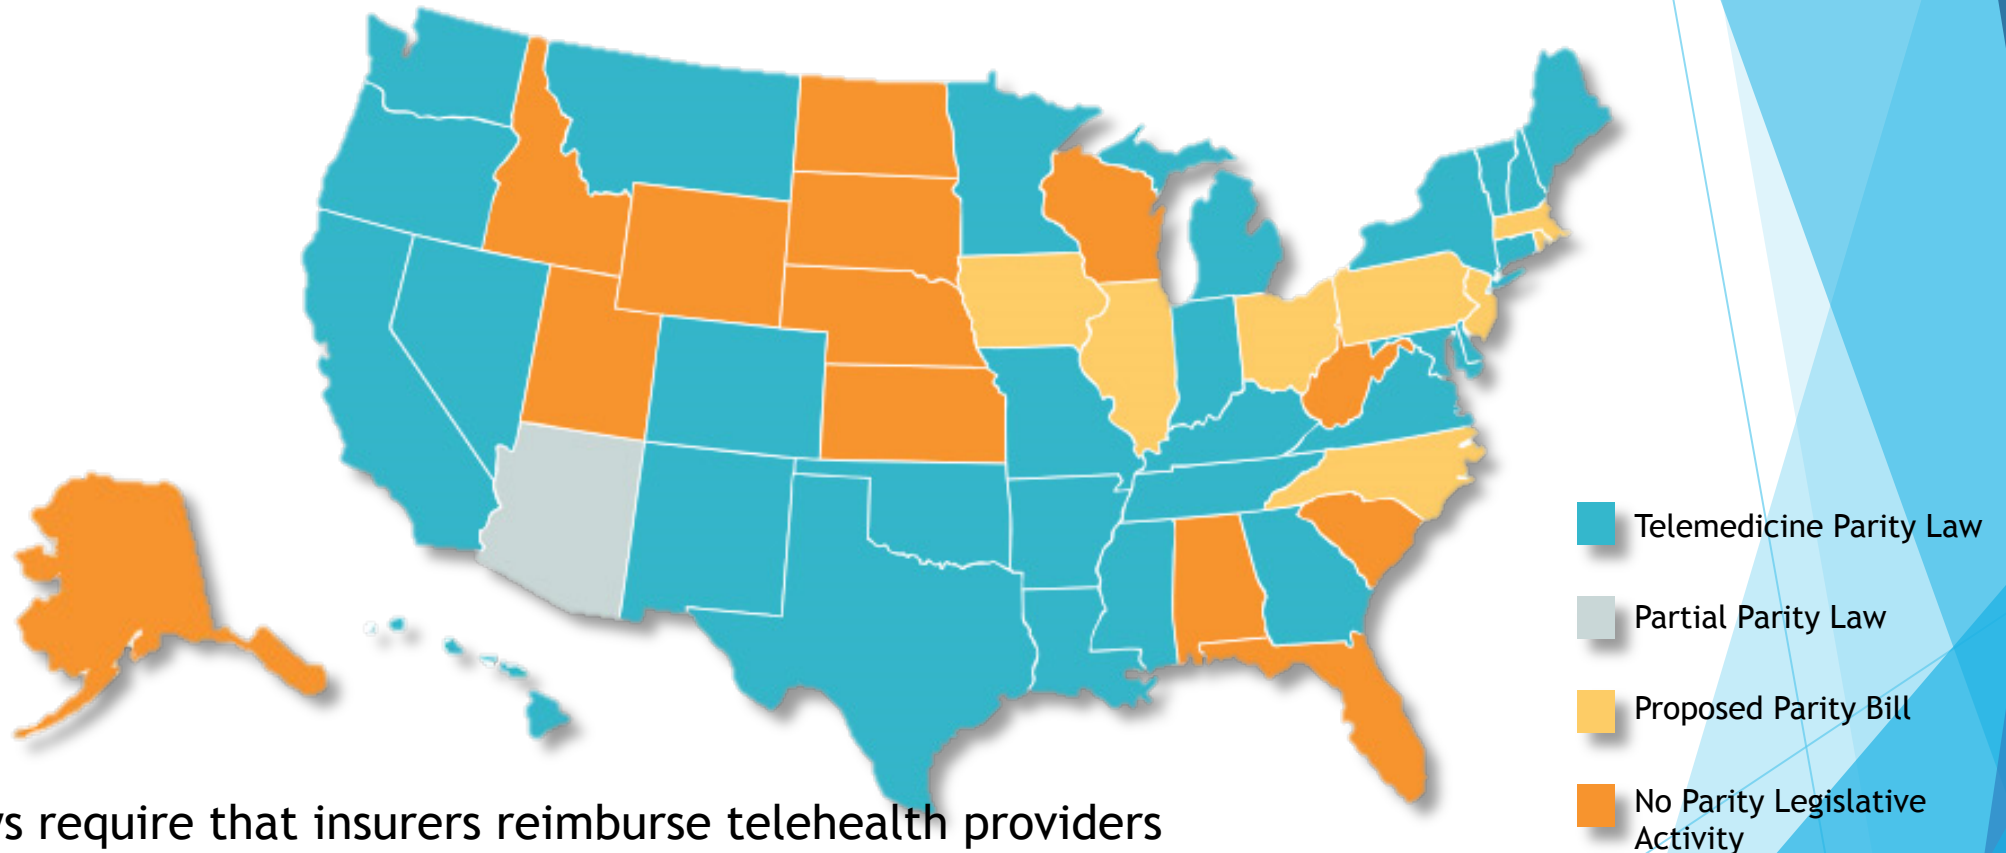 Telemedicine Parity Law
Partial Parity Law
Proposed Parity Bill
No Parity Legislative
Activity
require that insurers reimburse telehealth providers